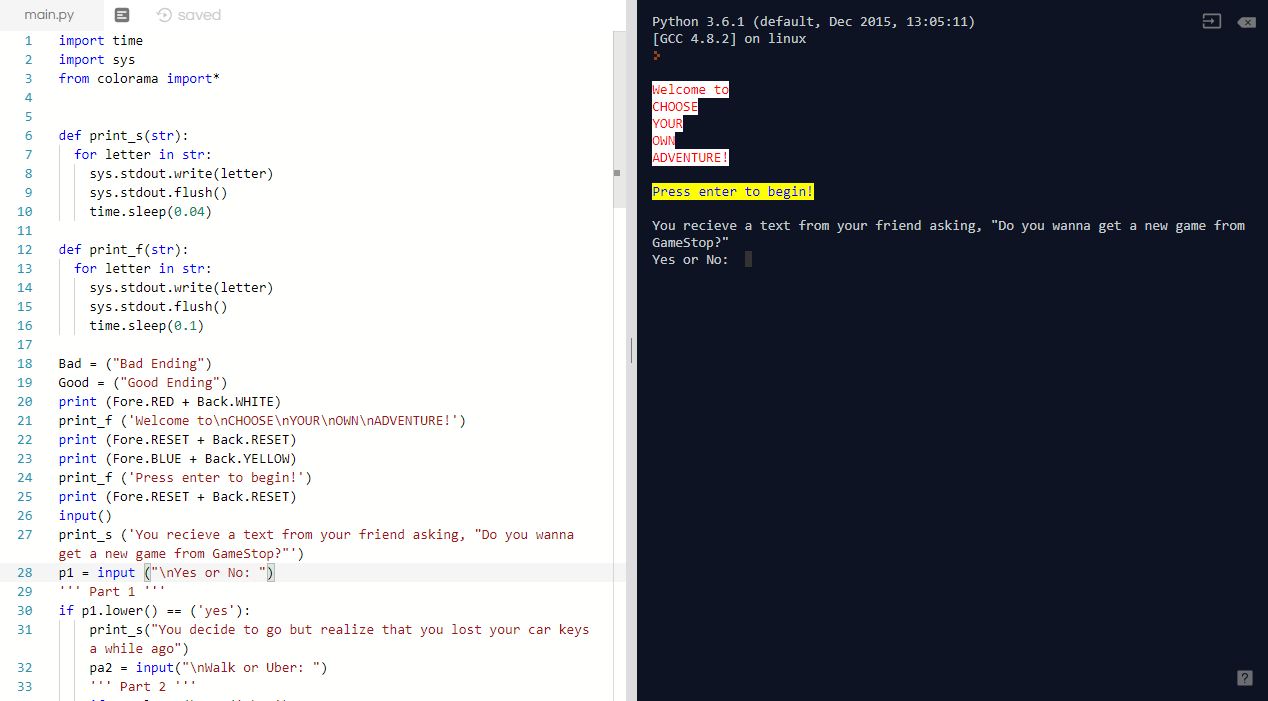 main.py saved
1 import time
2 import sys
3 from colorama import*
4
5
6 def print_s(str):
7 for letter in str:
8 sys.stdout.write(letter)
9 sys.stdout.flush()
10 time.sleep(0.04)
11
12 def print_f(str):
13 for letter in str:
14 sys.stdout.write(letter)
15 sys.stdout.flush()
16 time.sleep(0.1)
17
18 Bad = ("Bad Ending")
19 Good = ("Good Ending")
20 print (Fore.RED + Back.WHITE)
21 print_f ('Welcome to\nCHOOSE\nYOUR\nOWN\nADVENTURE!')
22 print (Fore.RESET + Back.RESET)
23 print (Fore.BLUE + Back.YELLOW)
24 print_f ('Press enter to begin!')
25 print (Fore.RESET + Back.RESET)
26 input()
27 print_s ('You recieve a text from your friend asking, "Do you wanna
get a new game from GameStop?"')
28 p1 = input ("\nYes or No: ")
29 ''' Part 1 '''
30 if p1.lower() == ('yes'):
31 print_s("You decide to go but realize that you lost your car keys
a while ago")
32 pa2 = input("\nWalk or Uber: ")
33 ''' Part 2 '''
Python 3.6.1 (default, Dec 2015, 13:05:11)
[GCC 4.8.2] on linux
Welcome to
CHOOSE
YOUR
OWN
ADVENTURE!
Press enter to begin!
You recieve a text from your friend asking, "Do you wanna get a new game from
GameStop?"
Yes or No:
?